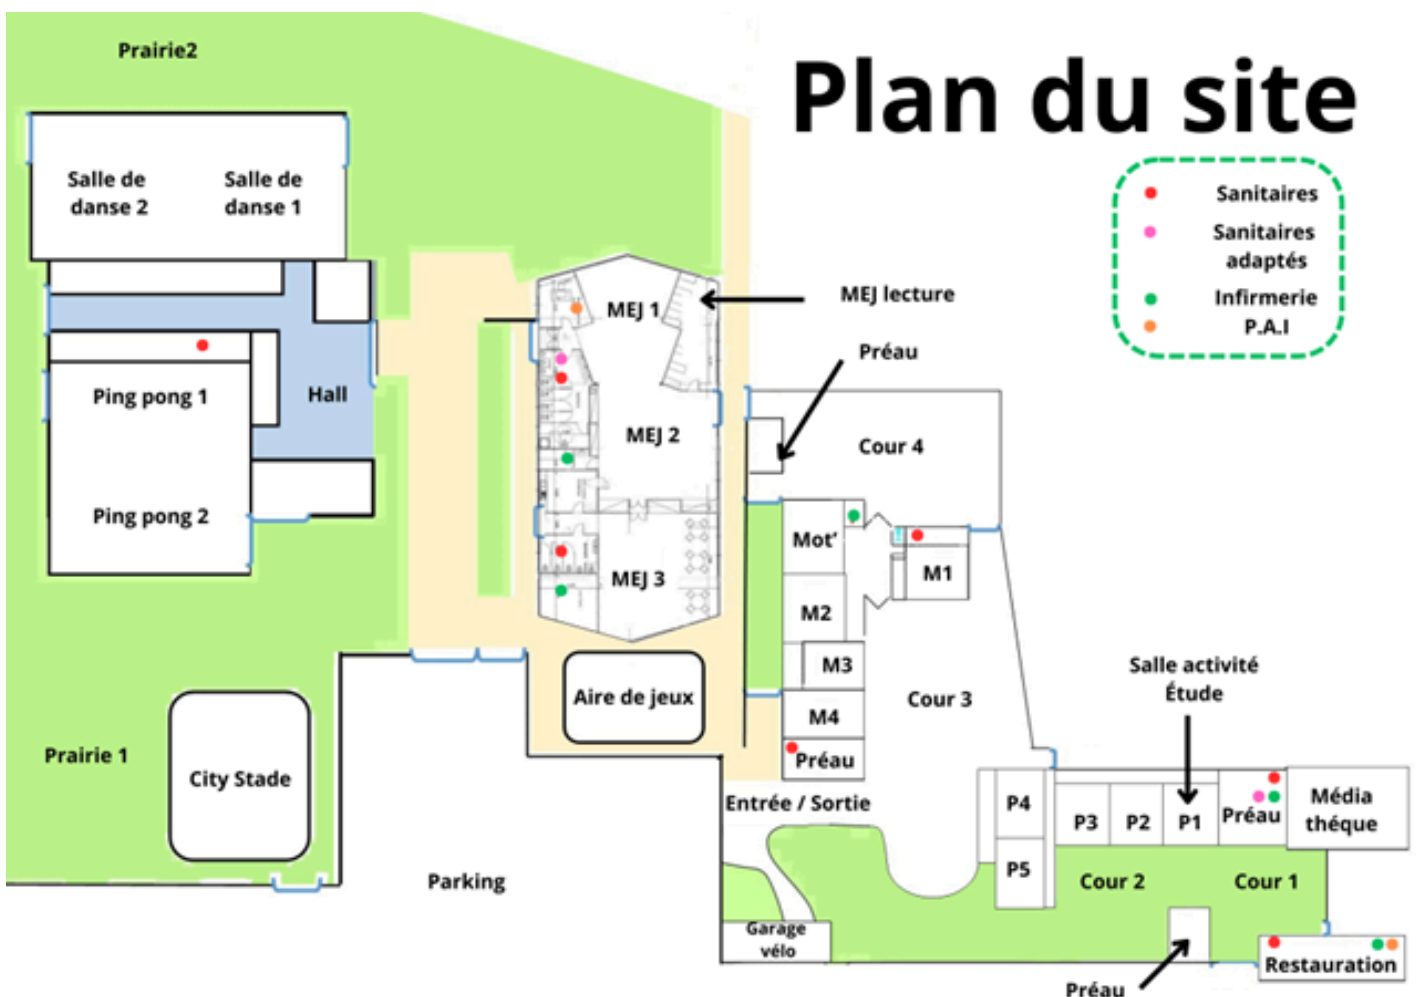 Plan du site
Sanitaires
Sanitaires
adaptés
Infirmerie
P.A.I
Prairie2
Salle de
danse 2
Salle de
danse 1
Ping pong 1
Hall
Ping pong 2
Prairie 1
City Stade
MEJ 1
MEJ lecture
MEJ 2
MEJ 3
Aire de jeux
Préau
Cour 4
Mot'
M1
M2
M3
M4
Préau
Cour 3
Entrée / Sortie
Parking
Garage
vélo
Salle activité
Étude
P4
P5
P3
P2
P1
Préau
Média
théque
Cour 2
Cour 1
Préau
Restauration